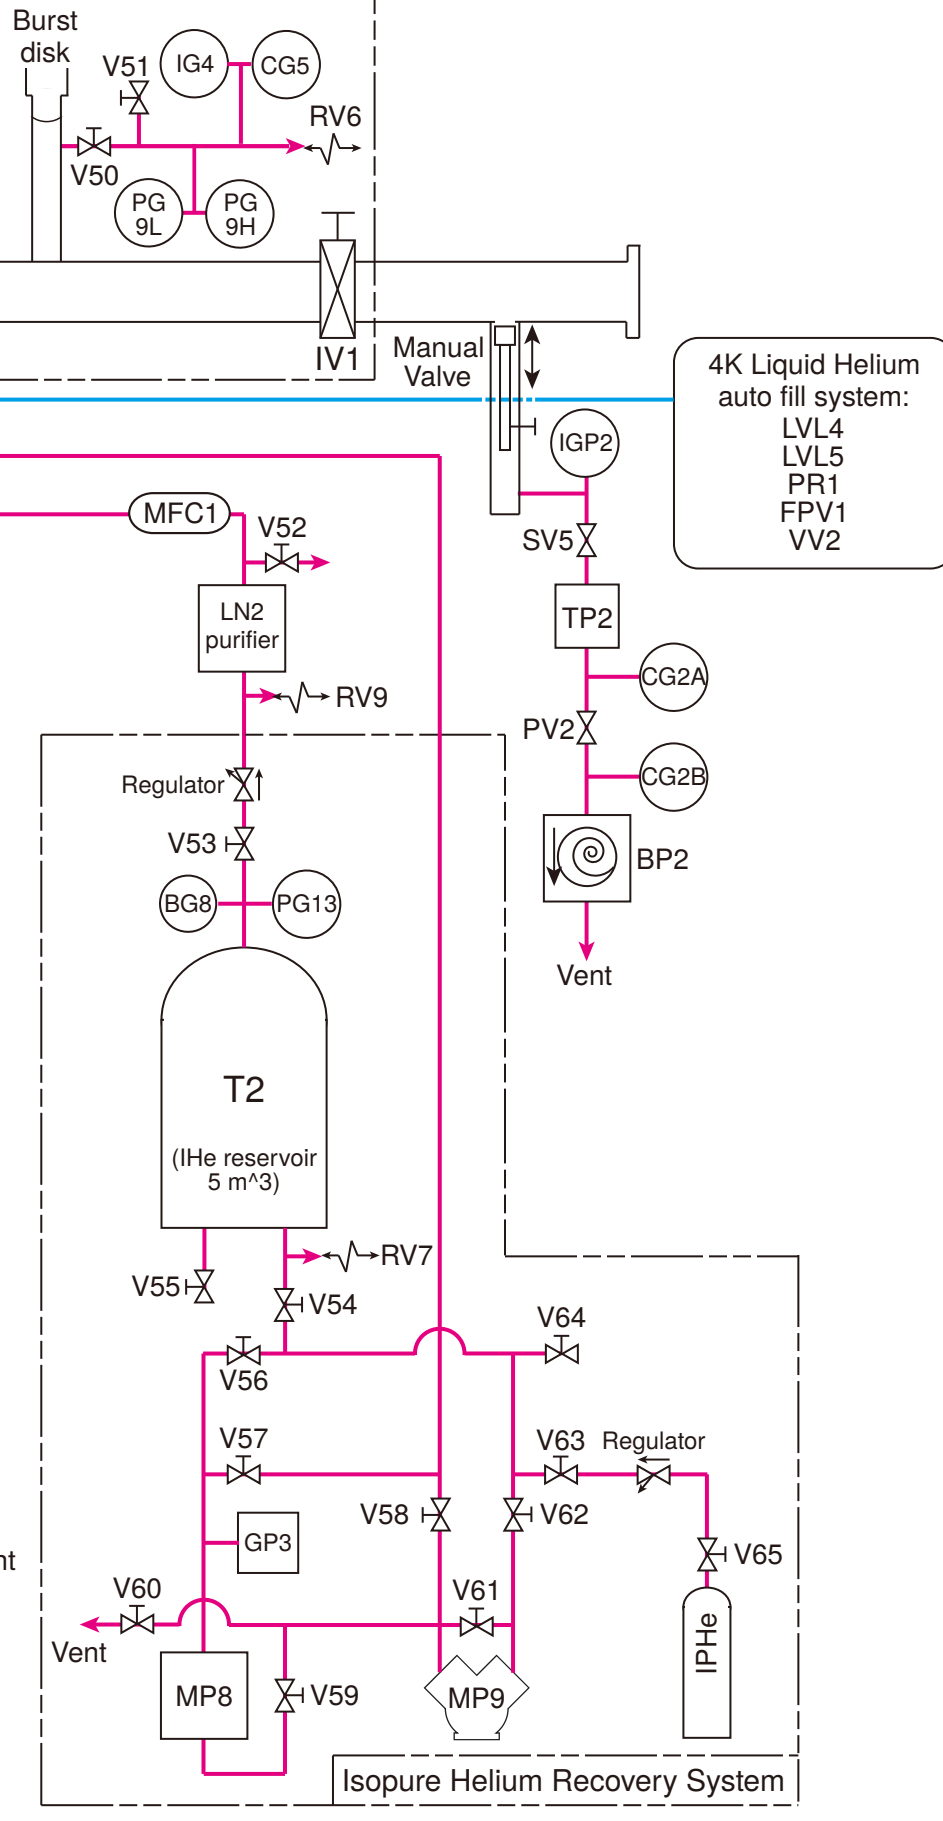 Burst
disk
V51
IG4
CG5
RV6
V50
PG
9L
PG
9H
IV1
Manual
Valve
4K Liquid Helium
auto fill system:
LVL4
LVL5
PR1
FPV1
VV2
IGP2
MFC1
V52
SV5
LN2
purifier
TP2
CG2A
RV9
PV2
CG2B
Regulator
V53
BP2
BG8
PG13
Vent
T2
(IHe reservoir
5 m^3)
RV7
V55
V54
V64
V56
V57
V63
Regulator
V58
V62
GP3
V65
nt
V60
V61
Vent
IPHe
MP8
V59
MP9
Isopure Helium Recovery System